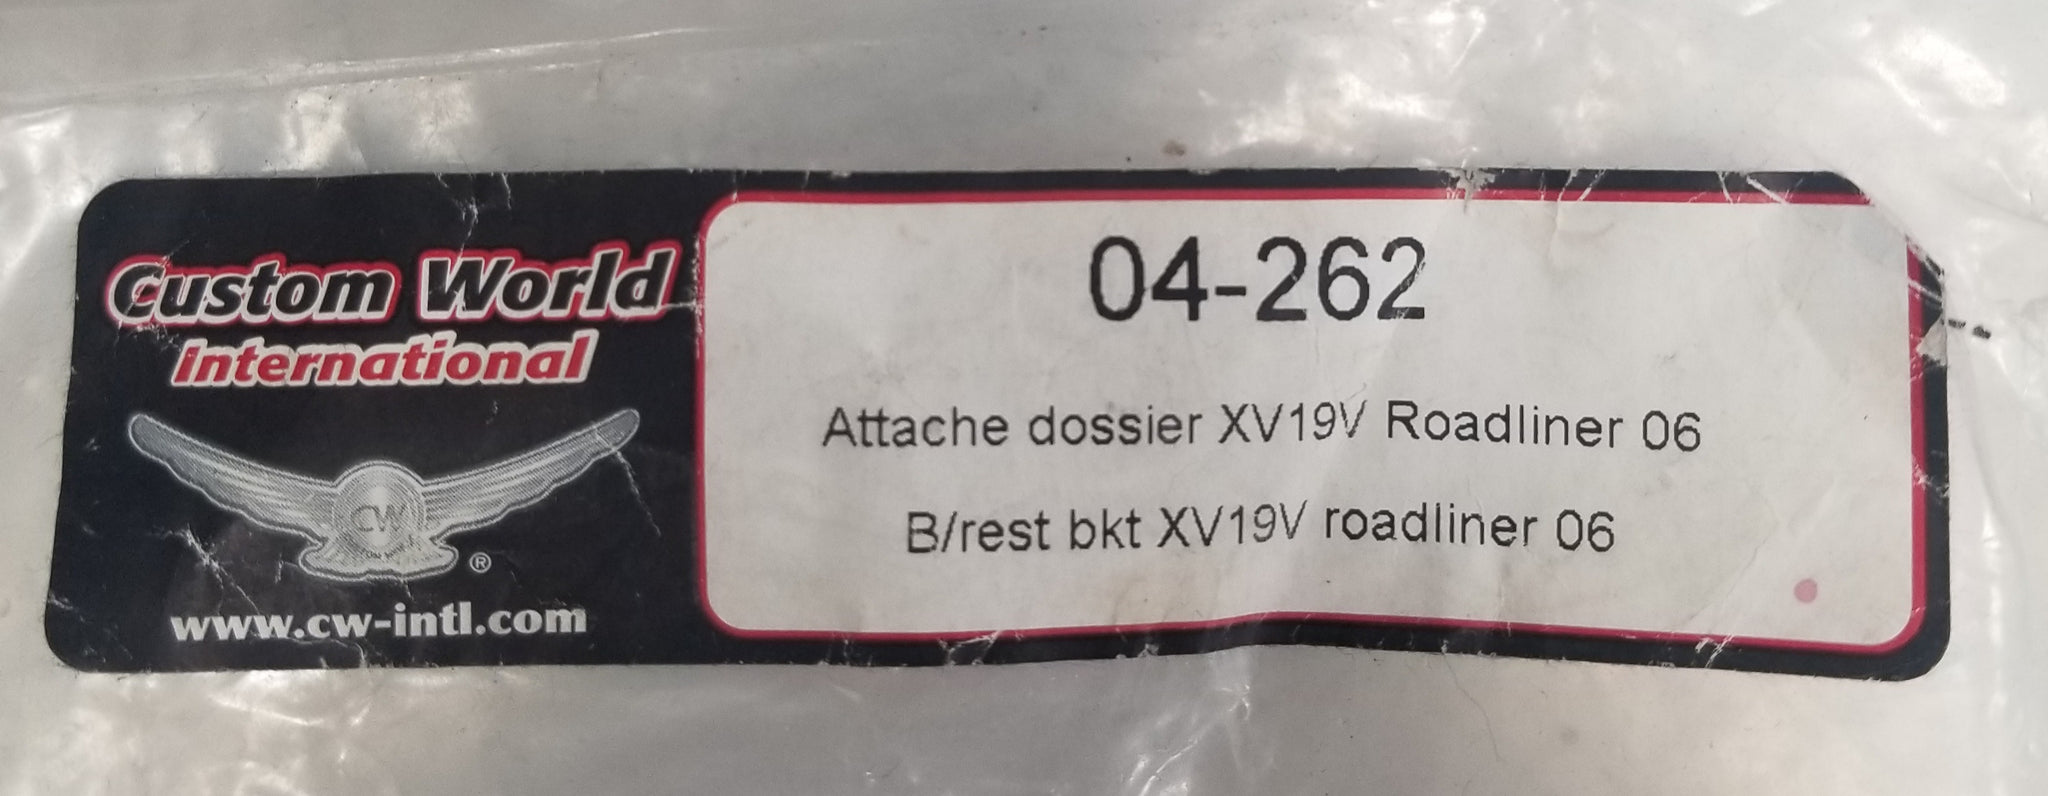 Custom World
International
CW
®
www.cw-intl.com
04-262
Attache dossier XV19V Roadliner 06
B/rest bkt XV19V roadliner 06